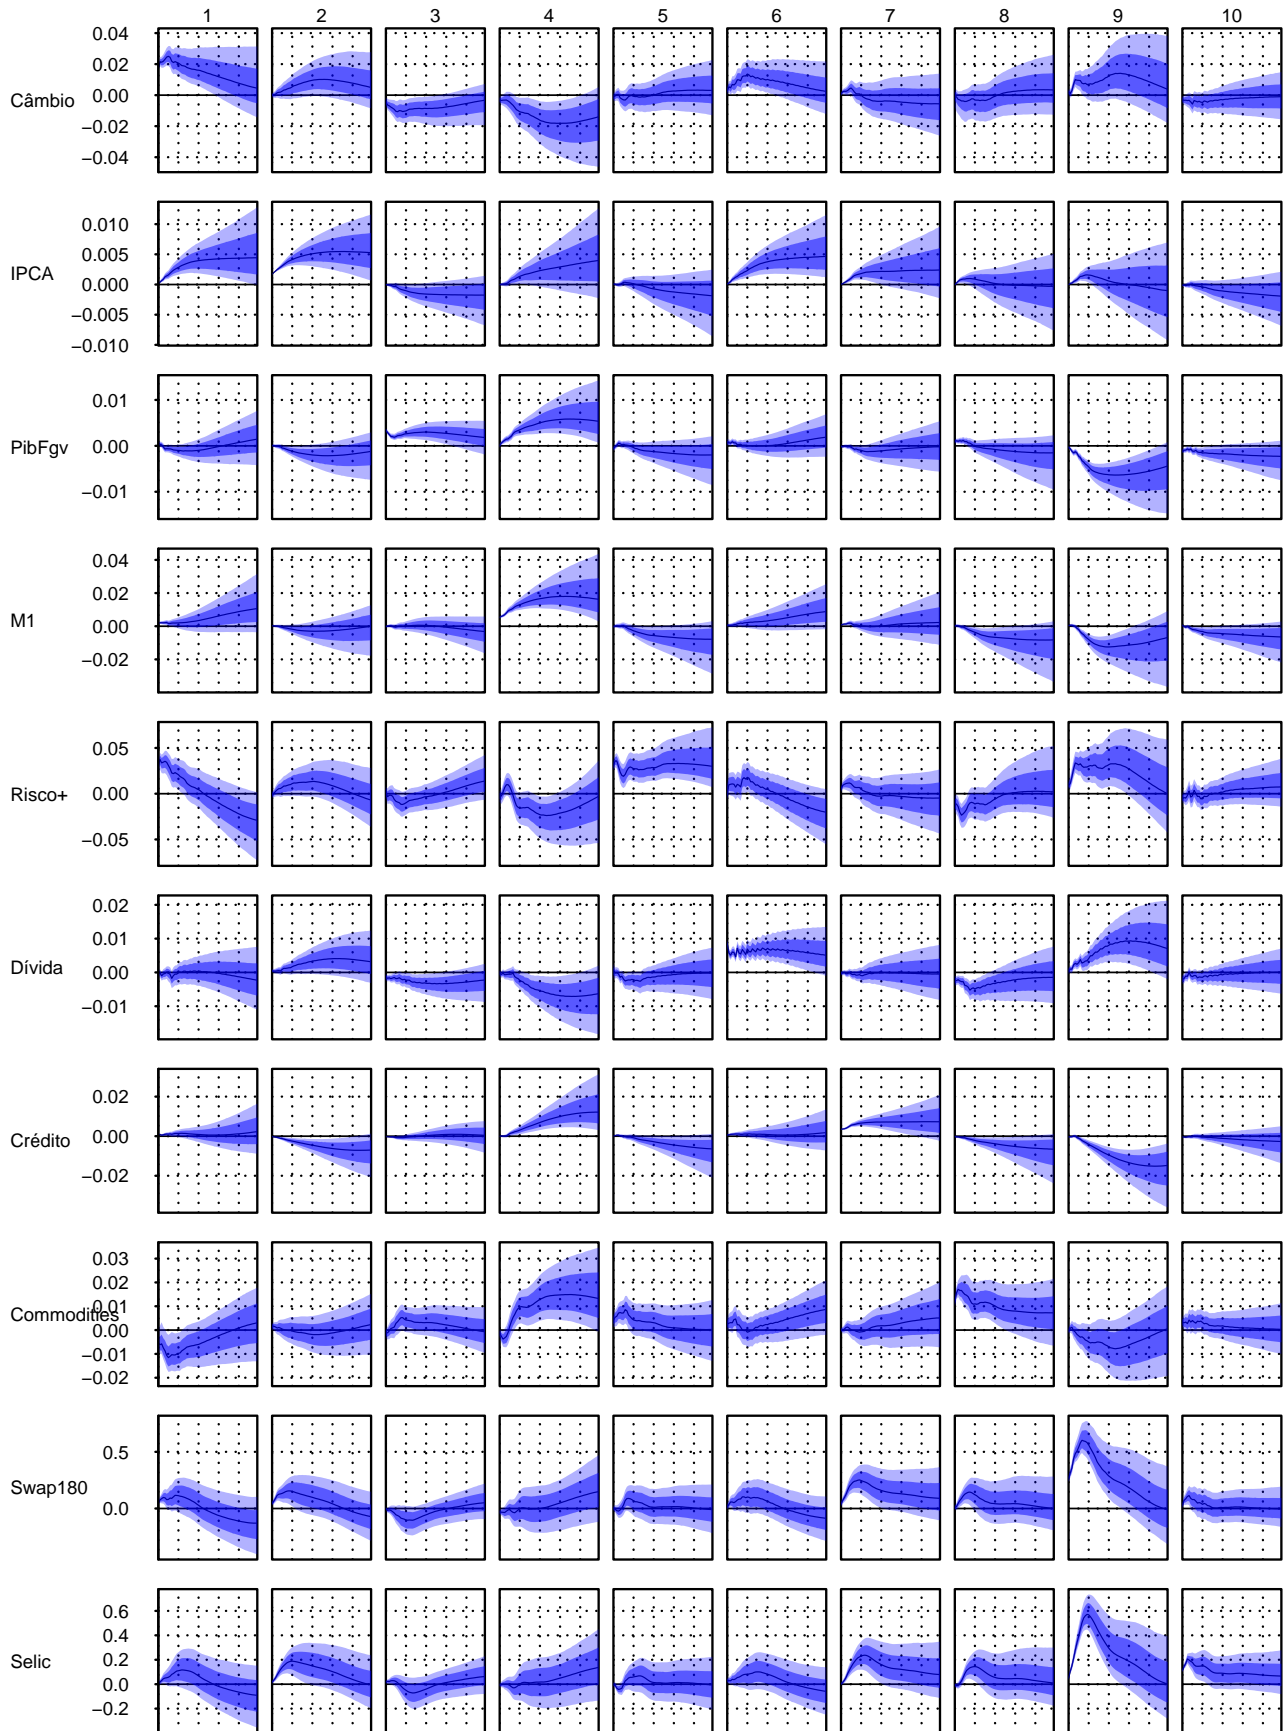 1 2 3 4 5 6 7 8 9 10
0.04
0.02
Câmbio 0.00
−0.02
−0.04
0.010
0.005
IPCA 0.000
−0.005
−0.010
0.01
PibFgv 0.00
−0.01
0.04
0.02
M1 0.00
−0.02
0.05
Risco+ 0.00
−0.05
0.02
0.01
Dívida 0.00
−0.01
0.02
Crédito 0.00
−0.02
0.03
0.02
Commodities 0.01
0.00
−0.01
−0.02
0.5
Swap180
0.0
0.6
0.4
Selic 0.2
0.0
−0.2